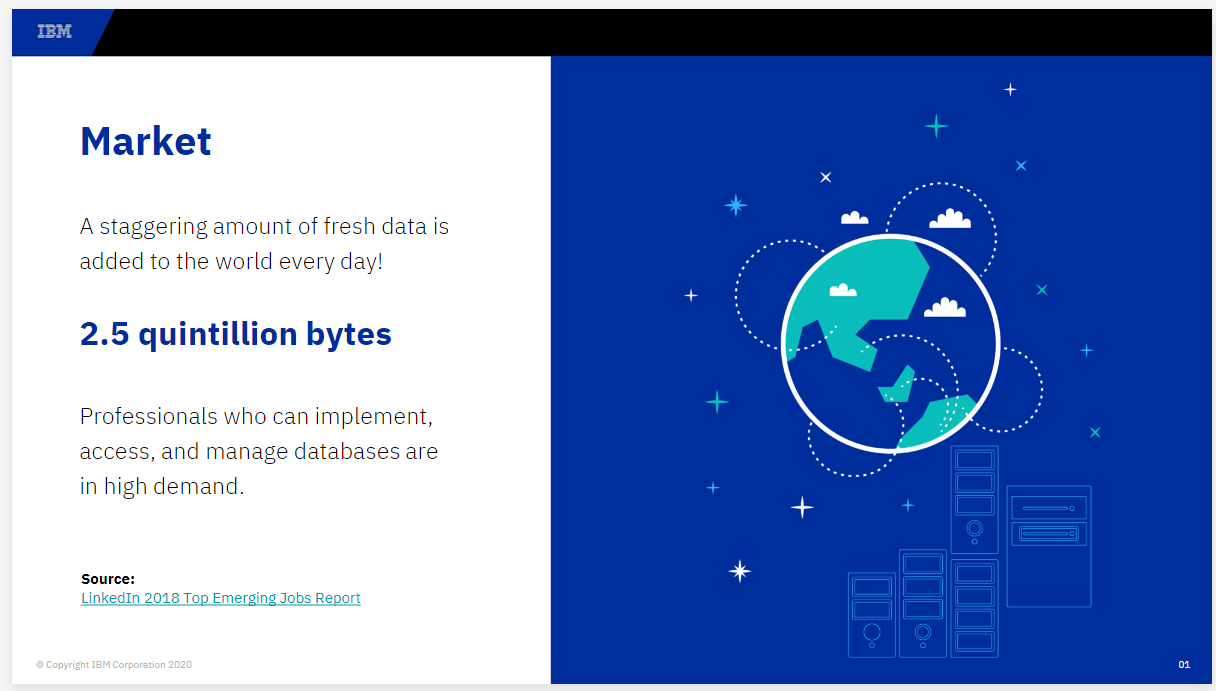 IBM
Market
A staggering amount of fresh data is
added to the world every day!
2.5 quintillion bytes
Professionals who can implement,
access, and manage databases are
in high demand.
Source:
LinkedIn 2018 Top Emerging Jobs Report
© Copyright IBM Corporation 2020
01